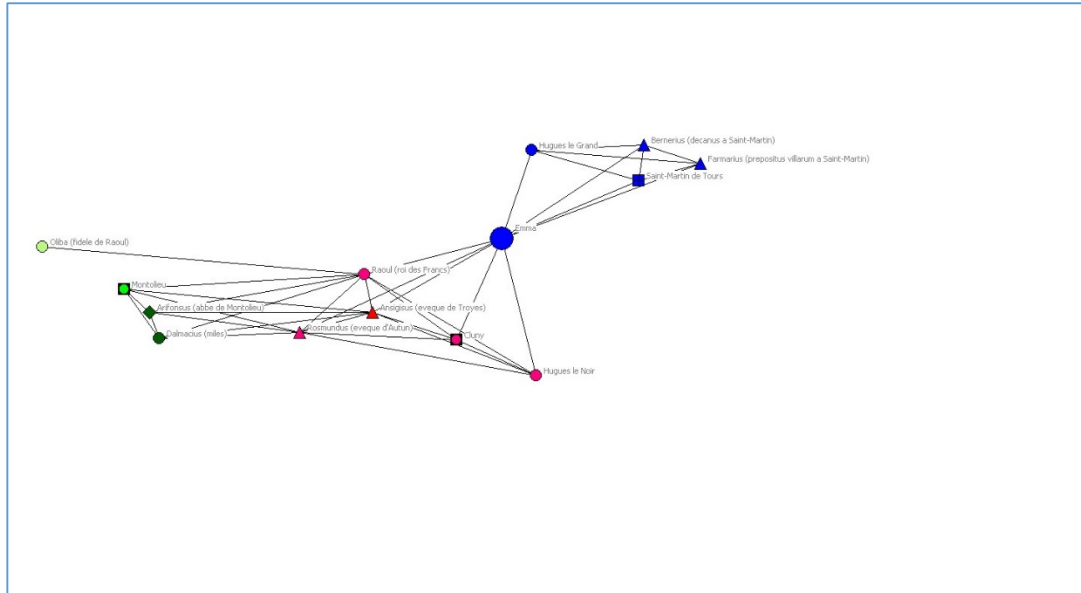 Bernerius (decanus a Saint-Martin)
Hugues le Grand
Farmarius (prepositus villarum a Saint-Martin)
Saint-Martin de Tours
Emma
Oliba (fidele de Raoul)
Raoul (roi des Francs)
Montolieu
Arifonsus (abbe de Montolieu)
Ansigisus (eveque de Troyes)
Rosmundus (eveque d'Autun)
Dalmacius (miles)
Cluny
Hugues le Noir